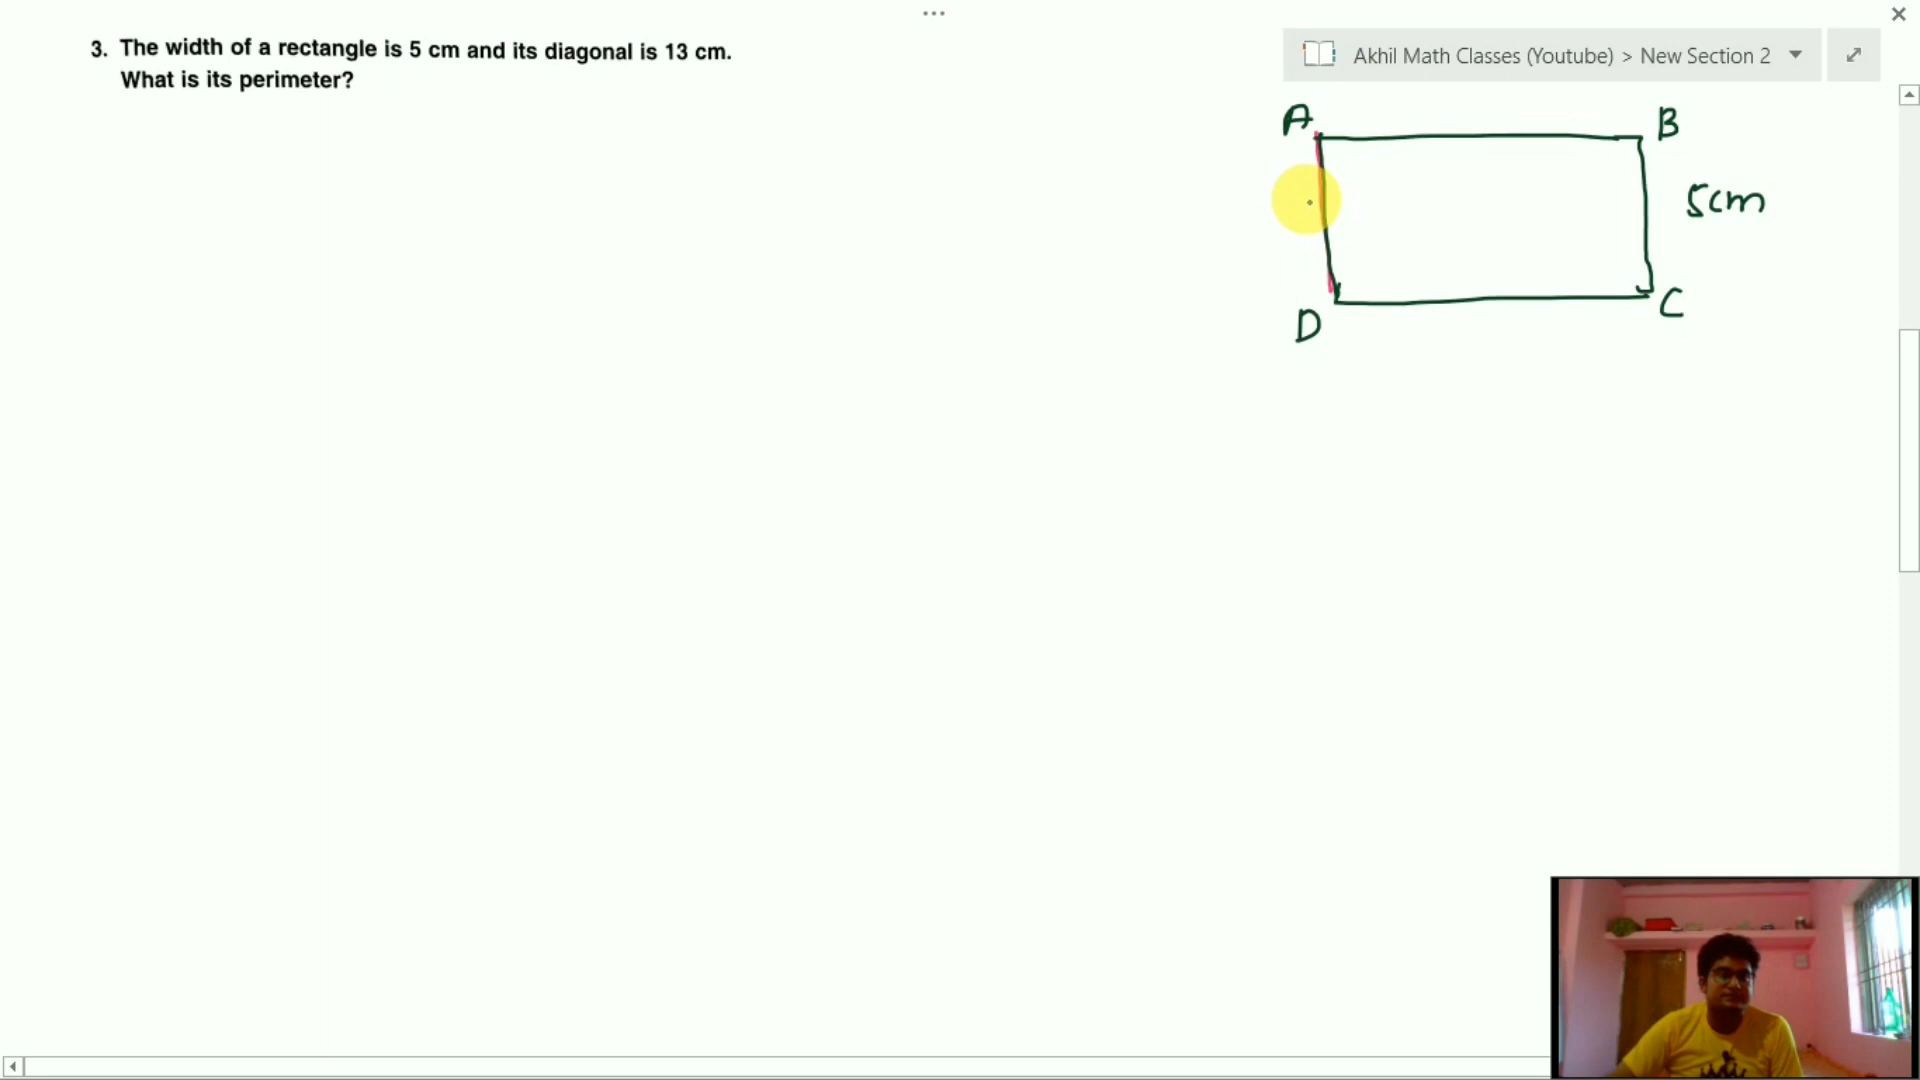 3. The width of a rectangle is 5 cm and its diagonal is 13 cm.
What is its perimeter?
Akhil Math Classes (Youtube) > New Section 2
A
B
5cm
D
C